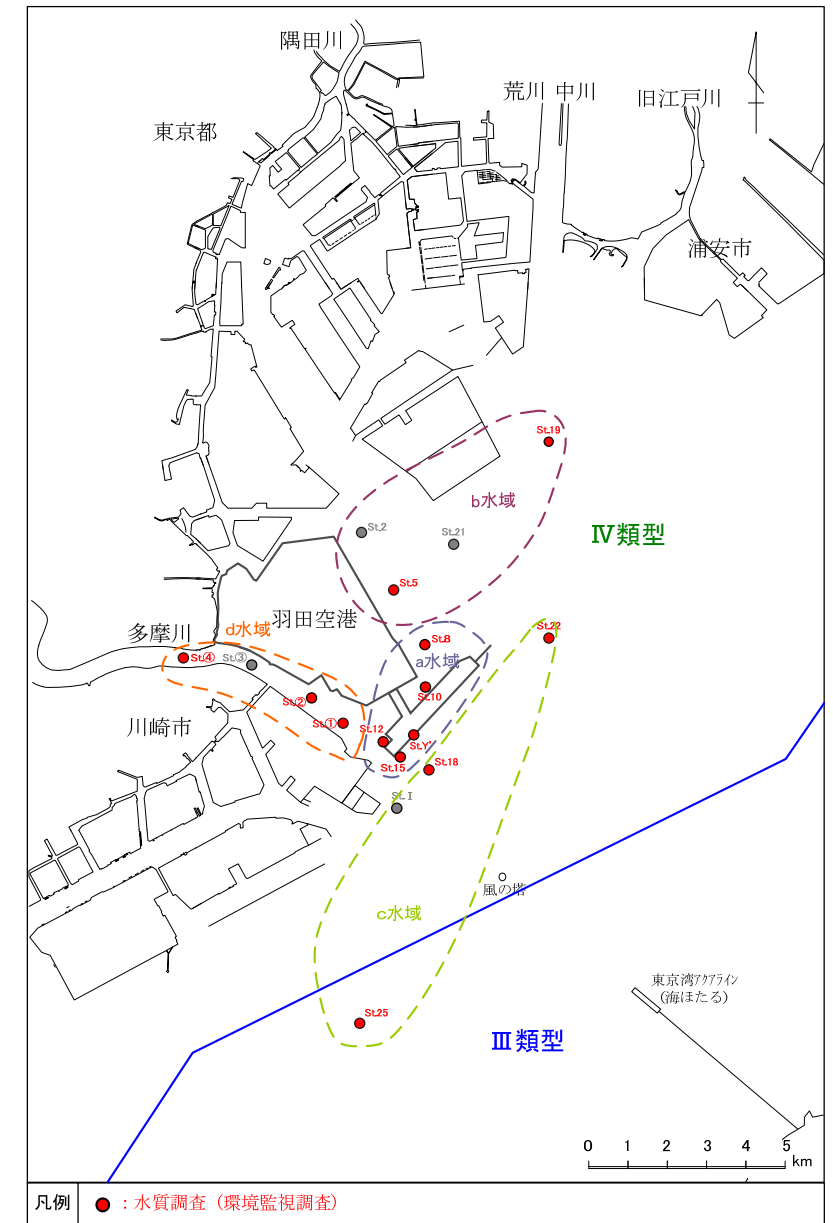 隅田川
荒川 中川
旧江戸川
東京都
浦安市
St.19
b水域
St.2
St.21
Ⅳ類型
St.5
羽田空港
d水域
多摩川
St.8
St.22
St.④
St.③
a水域
St.10
St.②
St.①
川崎市
St.12
St.Y'
St.15
St.18
St.I
風の塔
c水域
東京湾アクアライン
(海ほたる)
St.25
Ⅲ類型
0 1 2 3 4 5
km
凡例
：水質調査（環境監視調査）